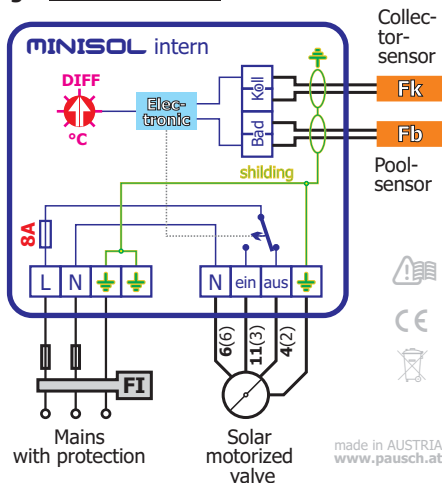 Collec-
tor-
sensor
MINISOL intern
DIFF
°C
Elec-
tronic
Koll
Bad
Fk
Fb
Pool-
sensor
shilding
8A
L N N ein aus
6(6) 11(3) 4(2)
FI
Mains
with protection
Solar
motorized
valve
CE
made in AUSTRIA
www.pausch.at